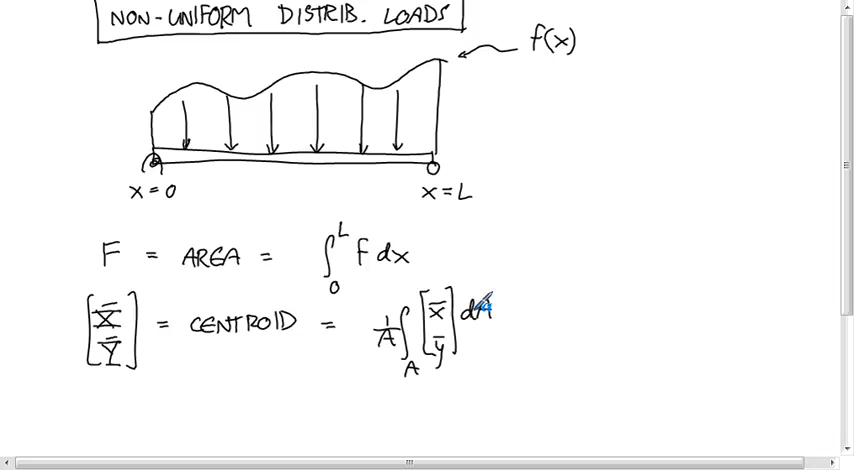 NON-UNIFORM DISTRIB. LOADS
f(x)
x = 0
x = L
F = AREA = ∫₀ᴸ F dx
[X̄ Ȳ] = CENTROID = 1/A ∫_A [x̄ ȳ] dA